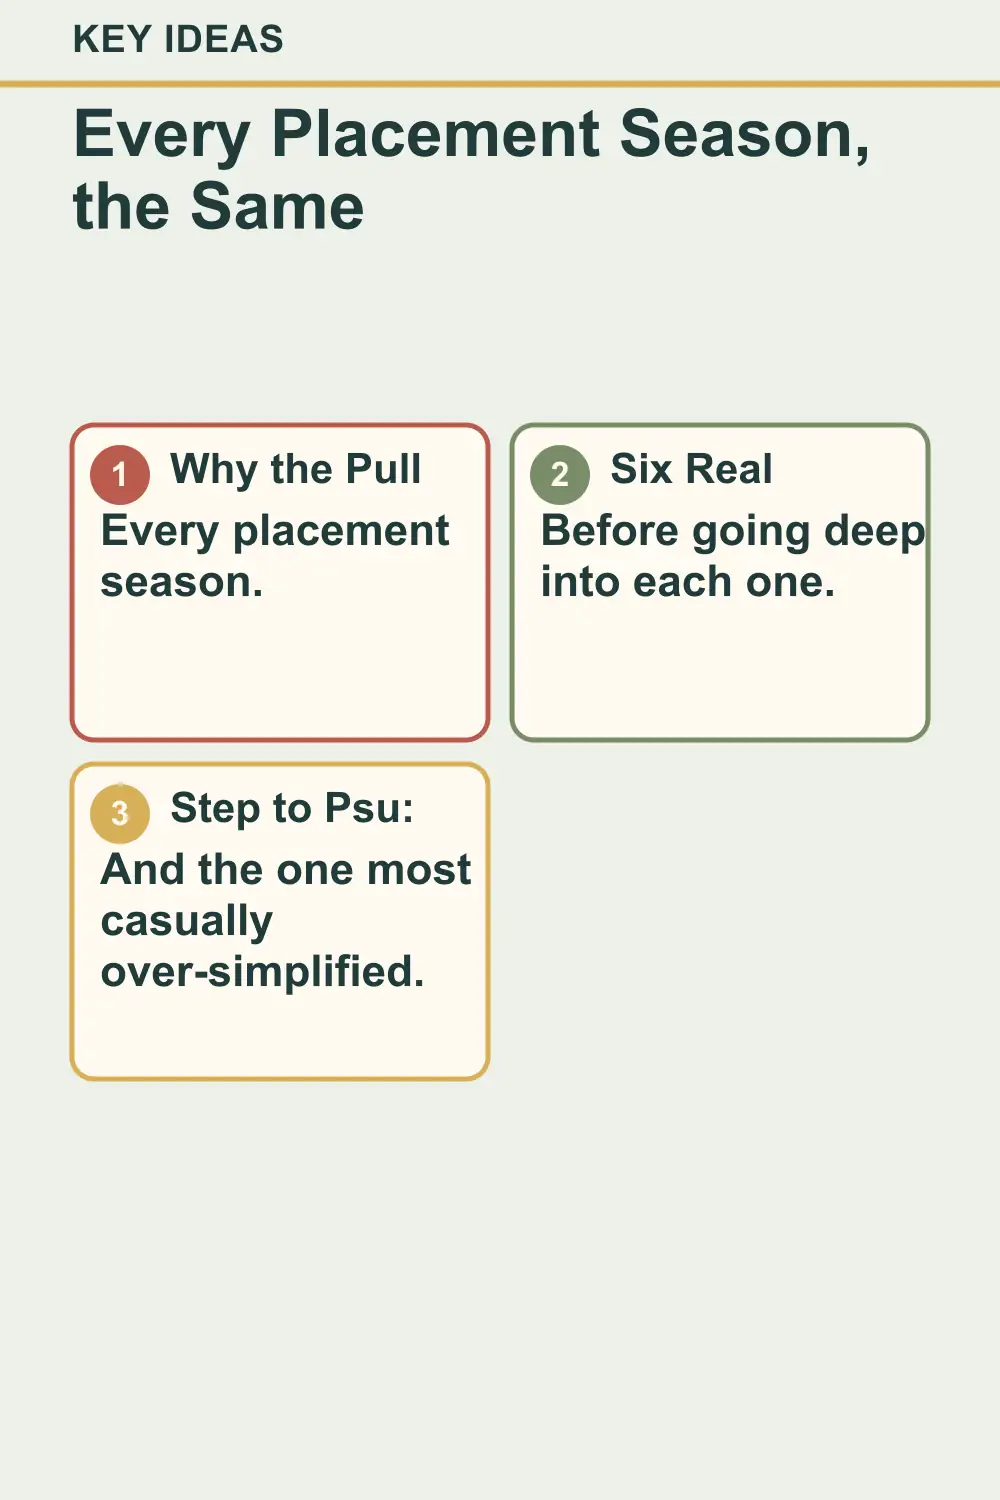 KEY IDEAS
Every Placement Season,
the Same
1 Why the Pull
Every placement
season.
2 Six Real
Before going deep
into each one.
3 Step to Psu:
And the one most
casually
over-simplified.